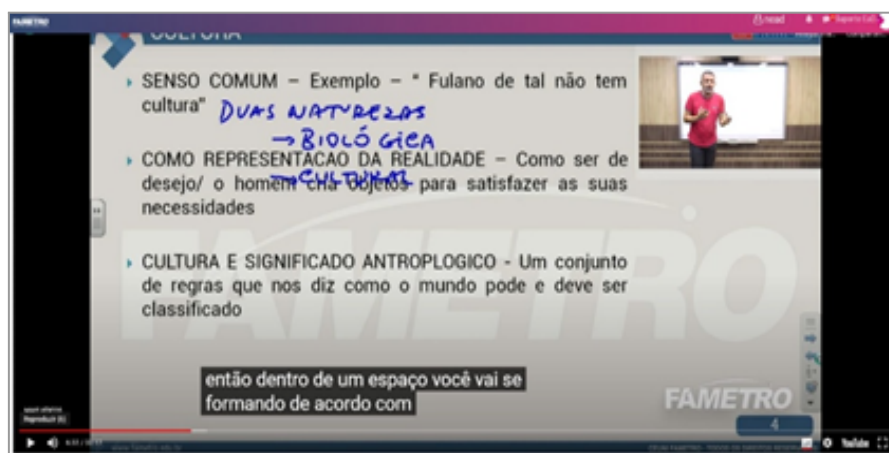 FAMETRO
CULTURA
SENSO COMUM – Exemplo – “ Fulano de tal não tem
cultura"
DUAS NATUREZAS
→ BIOLÓGICA
COMO REPRESENTACAO DA REALIDADE – Como ser de
→ CULTURAL
desejo/ o homem cria objetos para satisfazer as suas
necessidades
CULTURA E SIGNIFICADO ANTROPLOGICO - Um conjunto
de regras que nos diz como o mundo pode e deve ser
classificado
FAMETRO
então dentro de um espaço você vai se
formando de acordo com
FAMETRO
4
YouTube